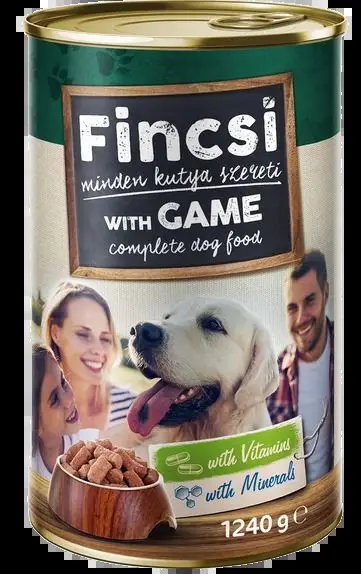 Fincsi
minden kutya szereti
WITH GAME
complete dog food
with Vitamins
with Minerals
1240 g ℮